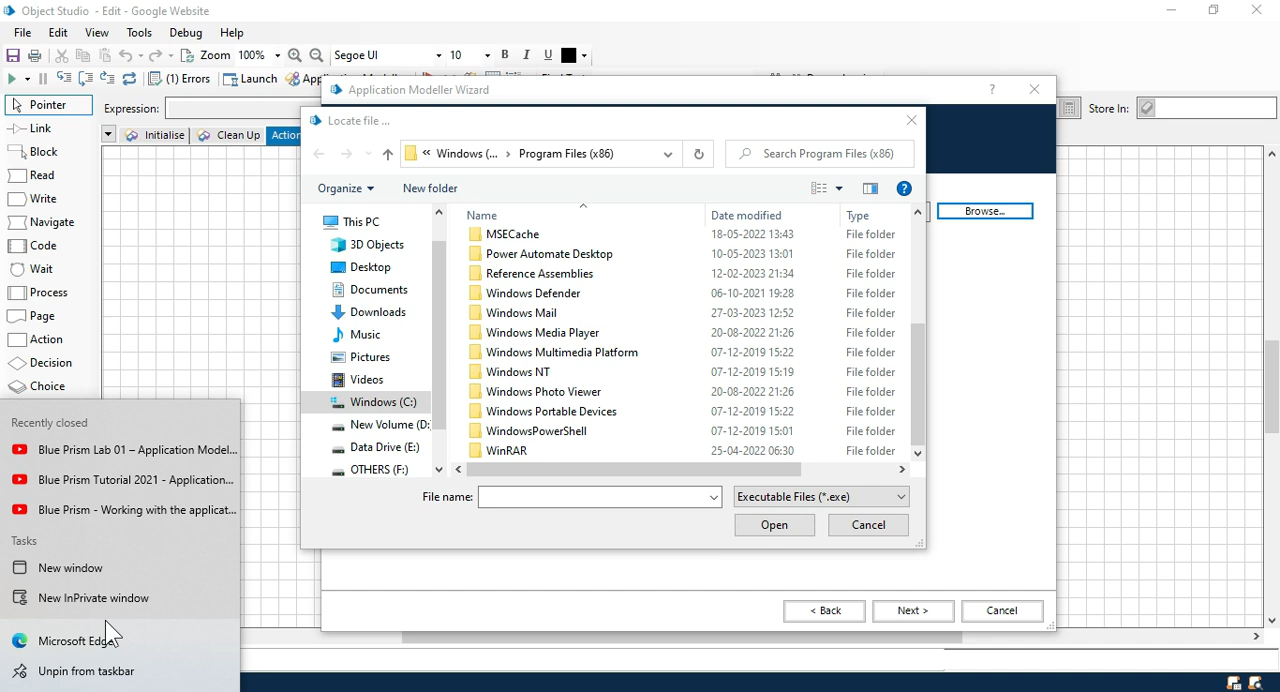 Object Studio - Edit - Google Website
File Edit View Tools Debug Help
Zoom 100% Segoe UI 10 B I U
(1) Errors Launch
Application Modeller Wizard ?
Pointer Expression: Store In:
Link
Block
Read
Write
Navigate
Code
Wait
Process
Page
Action
Decision
Choice
Initialise Clean Up Action
Locate file ...
« Windows (... › Program Files (x86) Search Program Files (x86)
Organize New folder ?
Browse...
This PC
3D Objects
Desktop
Documents
Downloads
Music
Pictures
Videos
Windows (C:)
New Volume (D:
Data Drive (E:)
OTHERS (F:)
Name Date modified Type
MSECache 18-05-2022 13:43 File folder
Power Automate Desktop 10-05-2023 13:01 File folder
Reference Assemblies 12-02-2023 21:34 File folder
Windows Defender 06-10-2021 19:28 File folder
Windows Mail 27-03-2023 12:52 File folder
Windows Media Player 20-08-2022 21:26 File folder
Windows Multimedia Platform 07-12-2019 15:22 File folder
Windows NT 07-12-2019 15:19 File folder
Windows Photo Viewer 20-08-2022 21:26 File folder
Windows Portable Devices 07-12-2019 15:22 File folder
WindowsPowerShell 07-12-2019 15:01 File folder
WinRAR 25-04-2022 06:30 File folder
File name: Executable Files (*.exe)
Open Cancel
< Back Next > Cancel
Recently closed
Blue Prism Lab 01 – Application Model...
Blue Prism Tutorial 2021 - Application...
Blue Prism - Working with the applicat...
Tasks
New window
New InPrivate window
Microsoft Edge
Unpin from taskbar